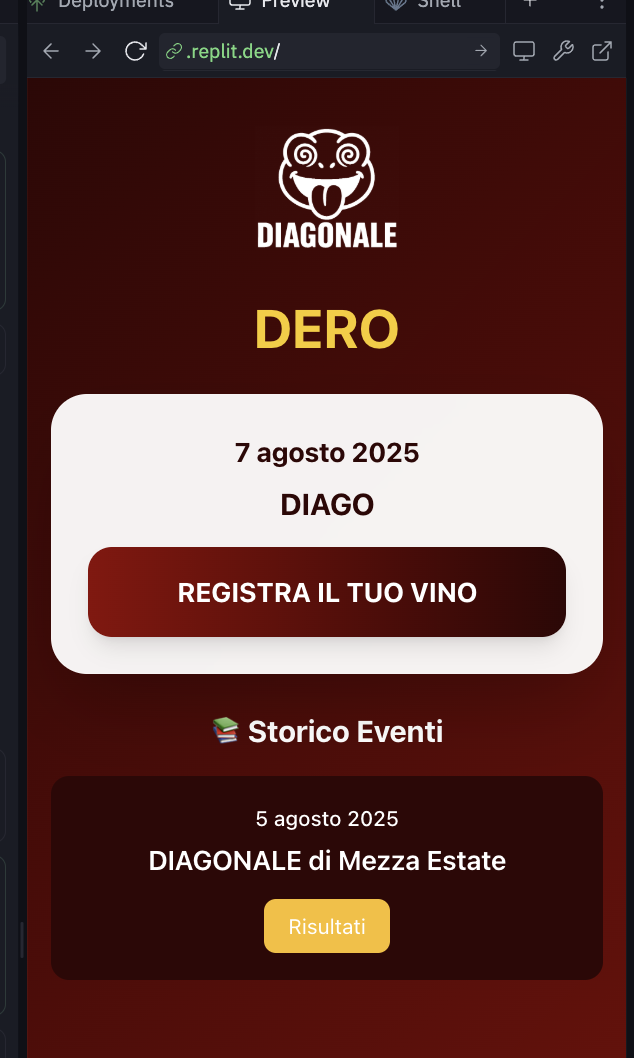 Deployments
Preview
Shell
.replit.dev/
DIAGONALE
DERO
7 agosto 2025
DIAGO
REGISTRA IL TUO VINO
📚 Storico Eventi
5 agosto 2025
DIAGONALE di Mezza Estate
Risultati